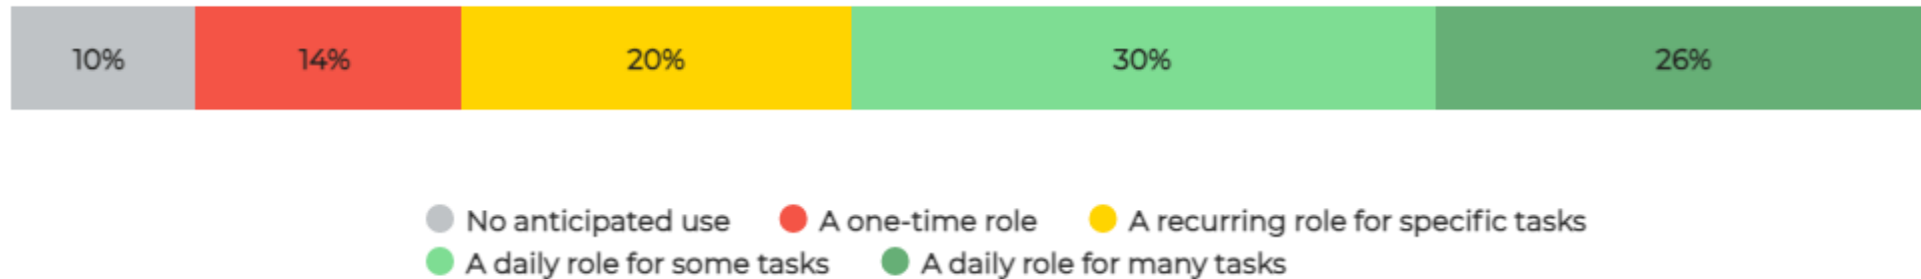 10% 14% 20% 30% 26%
No anticipated use A one-time role A recurring role for specific tasks
A daily role for some tasks A daily role for many tasks